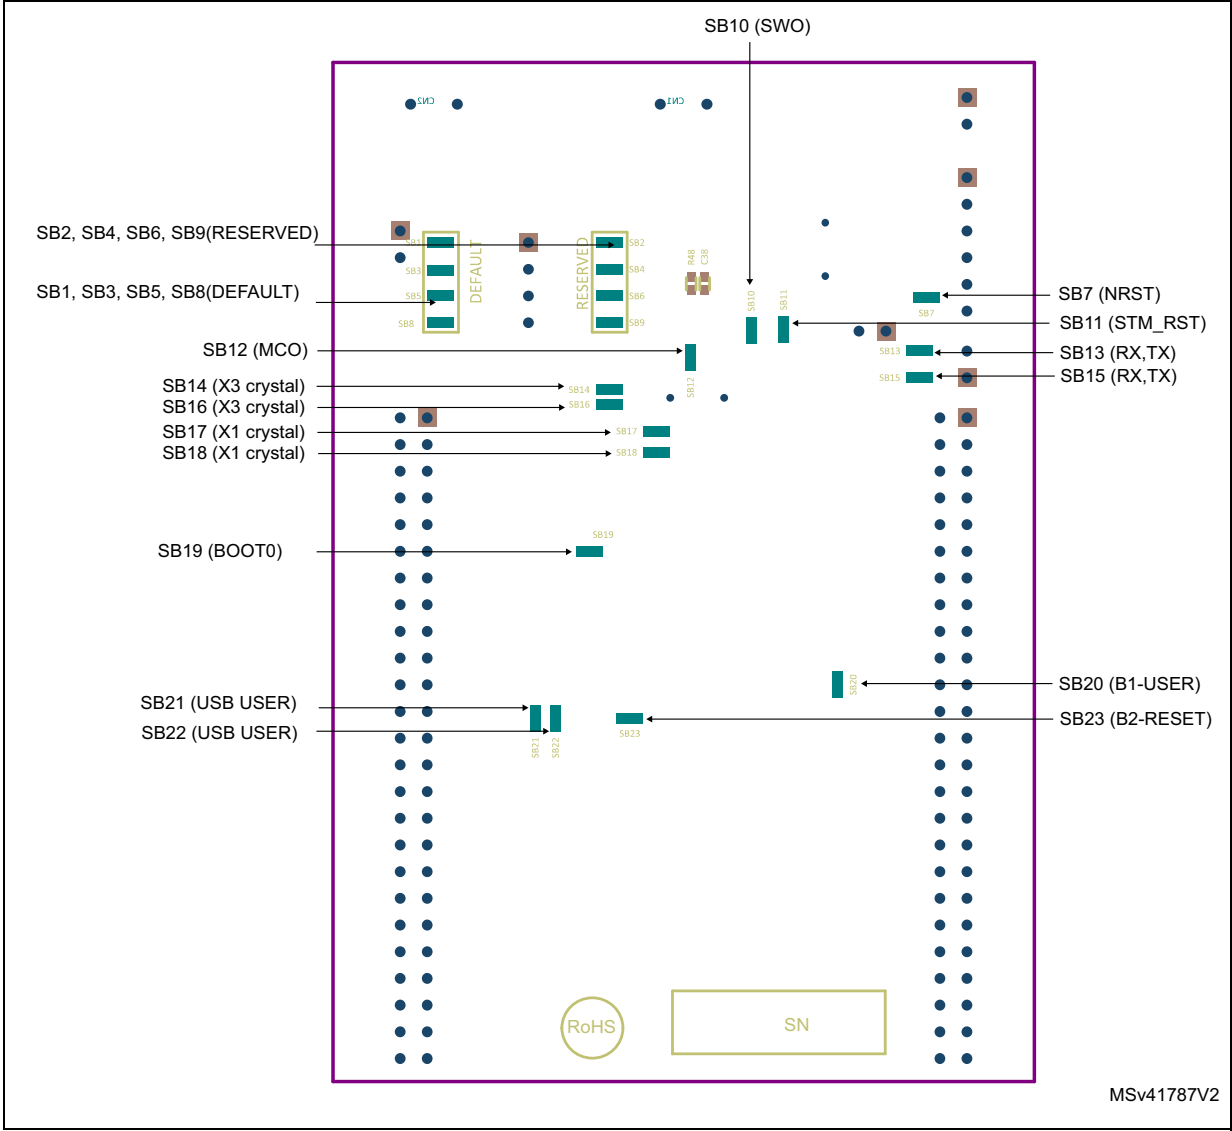 SB10 (SWO)
CN2
CN1
SB2, SB4, SB6, SB9(RESERVED)
SB1, SB3, SB5, SB8(DEFAULT)
SB1
SB3
SB5
SB8
DEFAULT
RESERVED
SB2
SB4
SB6
SB9
R48
C38
SB10
SB11
SB7
SB7 (NRST)
SB11 (STM_RST)
SB13 (RX,TX)
SB15 (RX,TX)
SB13
SB15
SB12 (MCO)
SB12
SB14 (X3 crystal)
SB14
SB16 (X3 crystal)
SB16
SB17 (X1 crystal)
SB17
SB18 (X1 crystal)
SB18
SB19
SB19 (BOOT0)
SB20
SB20 (B1-USER)
SB21 (USB USER)
SB22 (USB USER)
SB21
SB22
SB23
SB23 (B2-RESET)
RoHS
SN
MSv41787V2